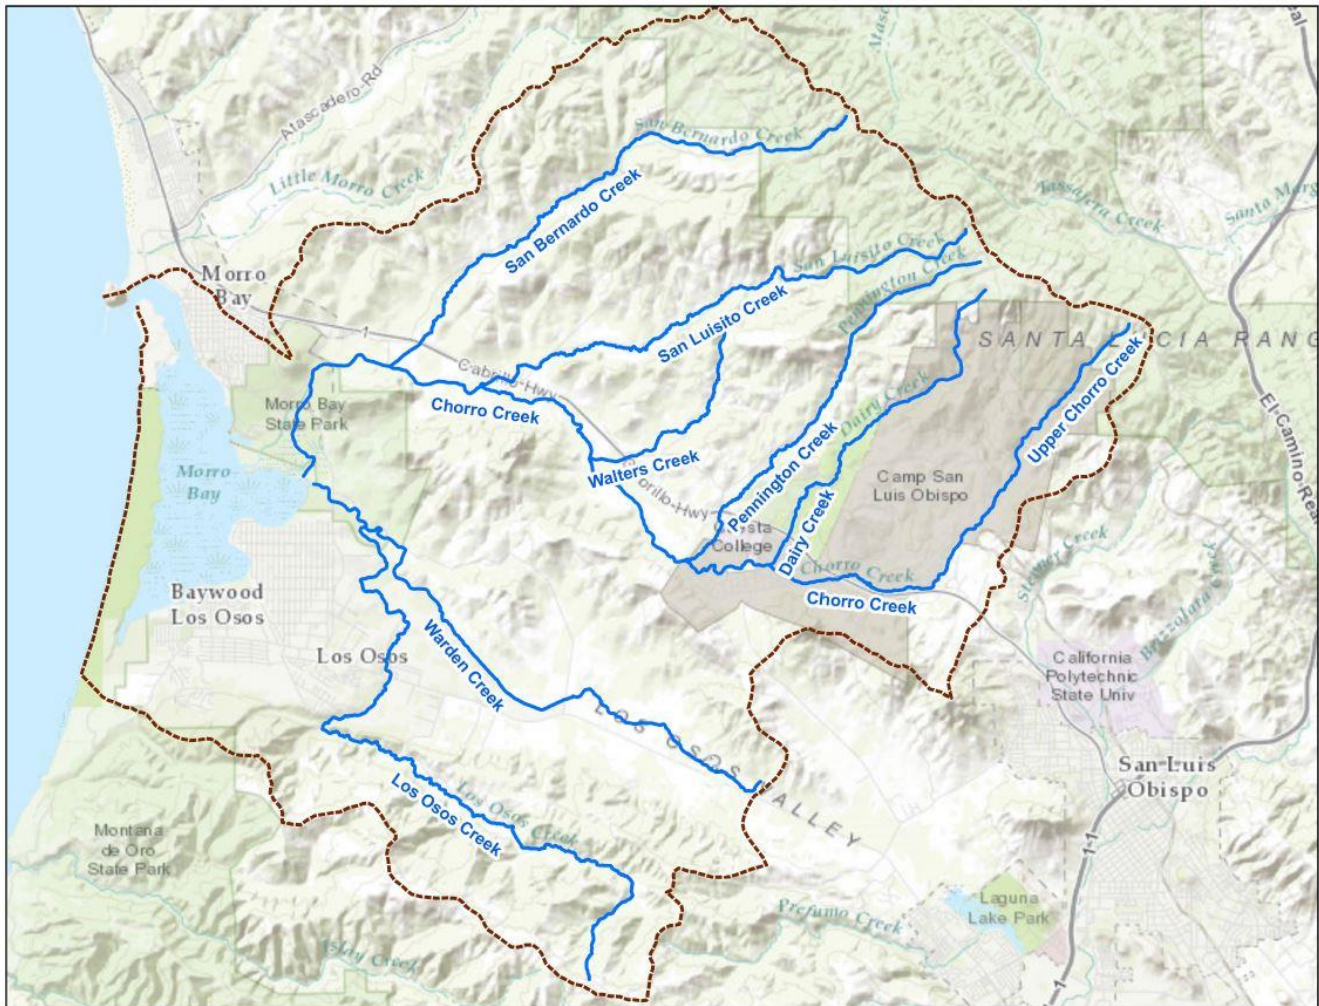 Atascadero-Rd
San Bernardo Creek
Little Morro Creek
Tassajera Creek
San Bernardo Creek
Morro
Bay
San Luisito Creek
Pennington Creek
1
San Luisito Creek
Cabrillo-Hwy
SANTA LUCIA RANG
Upper Chorro Creek
El Camino-Real
Morro Bay
State Park
Chorro Creek
Dairy Creek
Morro
Bay
Walters Creek
Pennington Creek
Camp San
Luis Obispo
Dairy Creek
College
Chorro Creek
Chorro Creek
Stenner Creek
Brizzolara Creek
Baywood
Los Osos
Los Osos
Warden Creek
California
Polytechnic
State Univ
LOS OSOS VALLEY
San Luis
Obispo
Los Osos Creek
Los Osos Creek
Montana
de Oro
State Park
Islay Creek
Prefumo Creek
Laguna
Lake Park
1